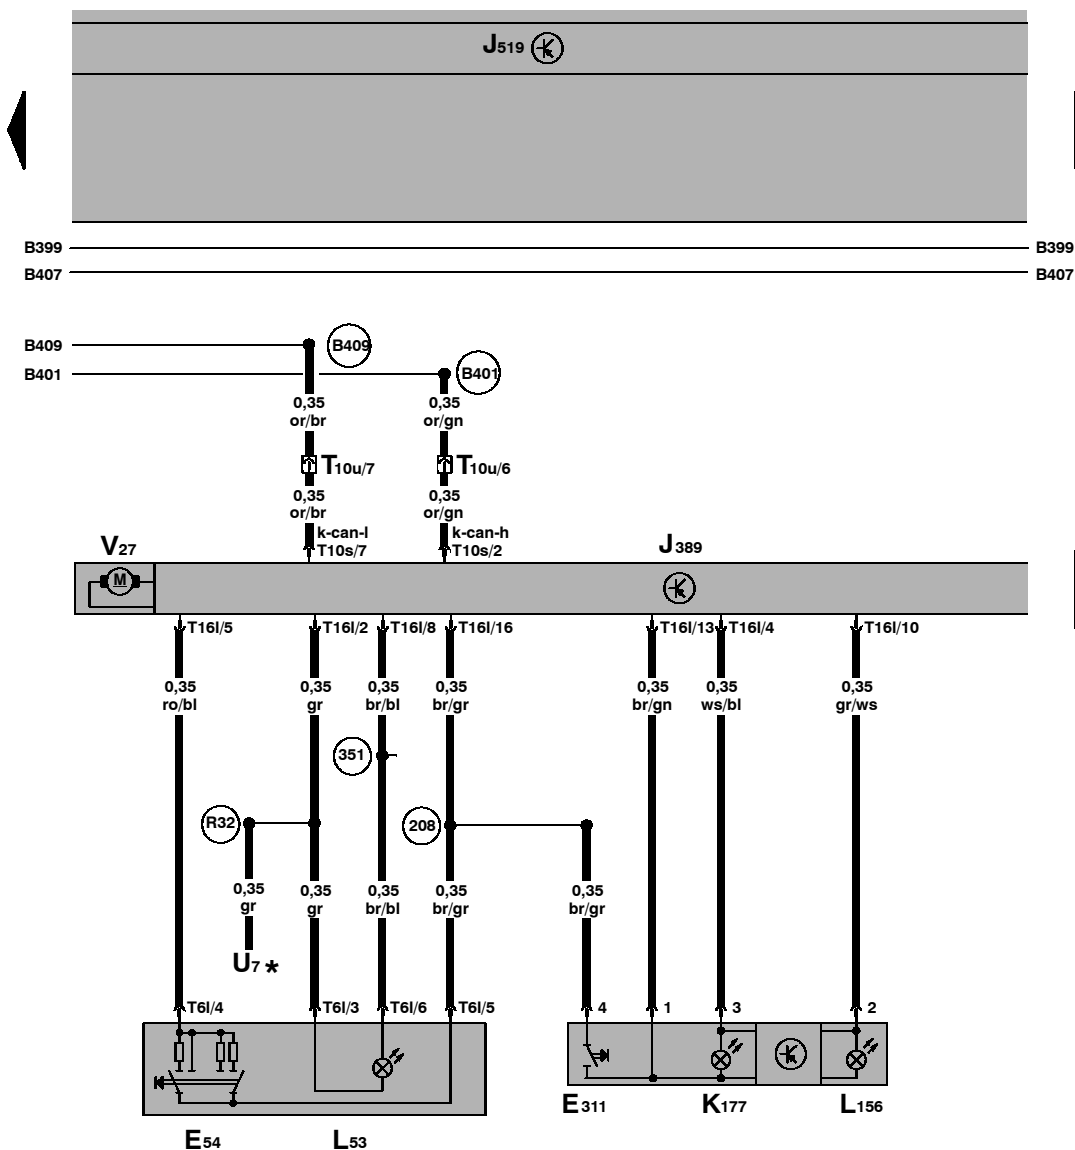 J519
B399 B399
B407 B407
B409 B409
B401 B401
0,35 0,35
or/br or/gn
T10u/7 T10u/6
0,35 0,35
or/br or/gn
k-can-l k-can-h
T10s/7 T10s/2
V27 J389
M
T16l/5 T16l/2 T16l/8 T16l/16 T16l/13 T16l/4 T16l/10
0,35 0,35 0,35 0,35 0,35 0,35 0,35
ro/bl gr br/bl br/gr br/gn ws/bl gr/ws
351
R32 208
0,35 0,35 0,35 0,35 0,35
gr gr br/bl br/gr br/gr
U7 *
T6l/4 T6l/3 T6l/6 T6l/5 4 1 3 2
E311 K177 L156
E54 L53